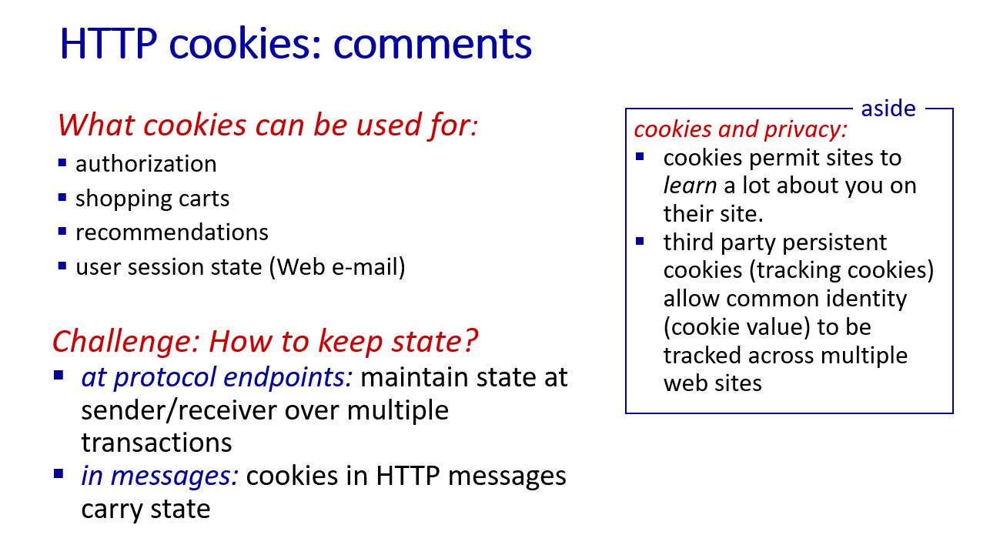 HTTP cookies: comments
What cookies can be used for:
▪ authorization
▪ shopping carts
▪ recommendations
▪ user session state (Web e-mail)
Challenge: How to keep state?
▪ at protocol endpoints: maintain state at
sender/receiver over multiple
transactions
▪ in messages: cookies in HTTP messages
carry state
aside
cookies and privacy:
▪ cookies permit sites to
learn a lot about you on
their site.
▪ third party persistent
cookies (tracking cookies)
allow common identity
(cookie value) to be
tracked across multiple
web sites